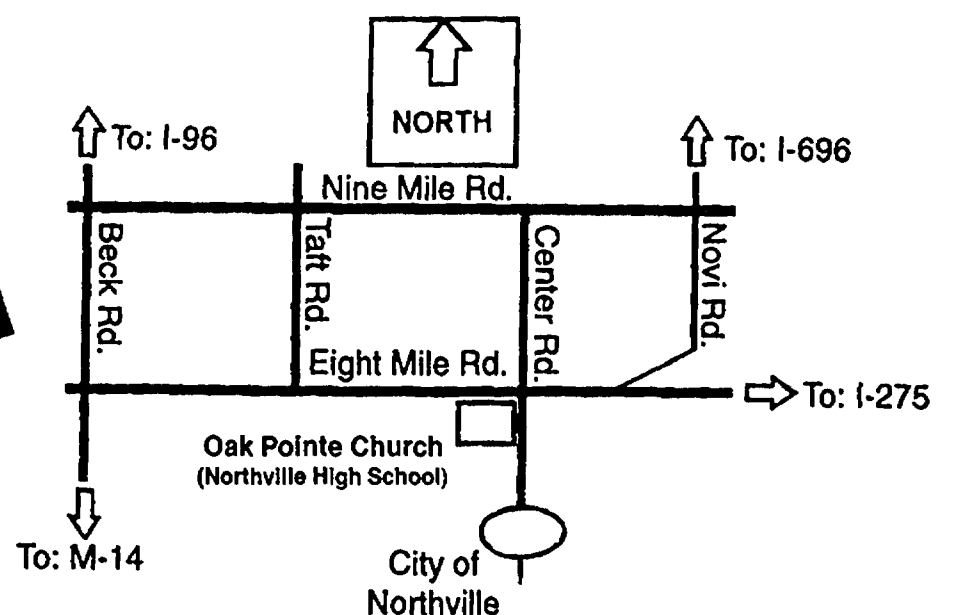 NORTH
To: I-96
To: I-696
Nine Mile Rd.
Beck Rd.
Taft Rd.
Center Rd.
Novi Rd.
Eight Mile Rd.
To: I-275
Oak Pointe Church
(Northville High School)
To: M-14
City of
Northville